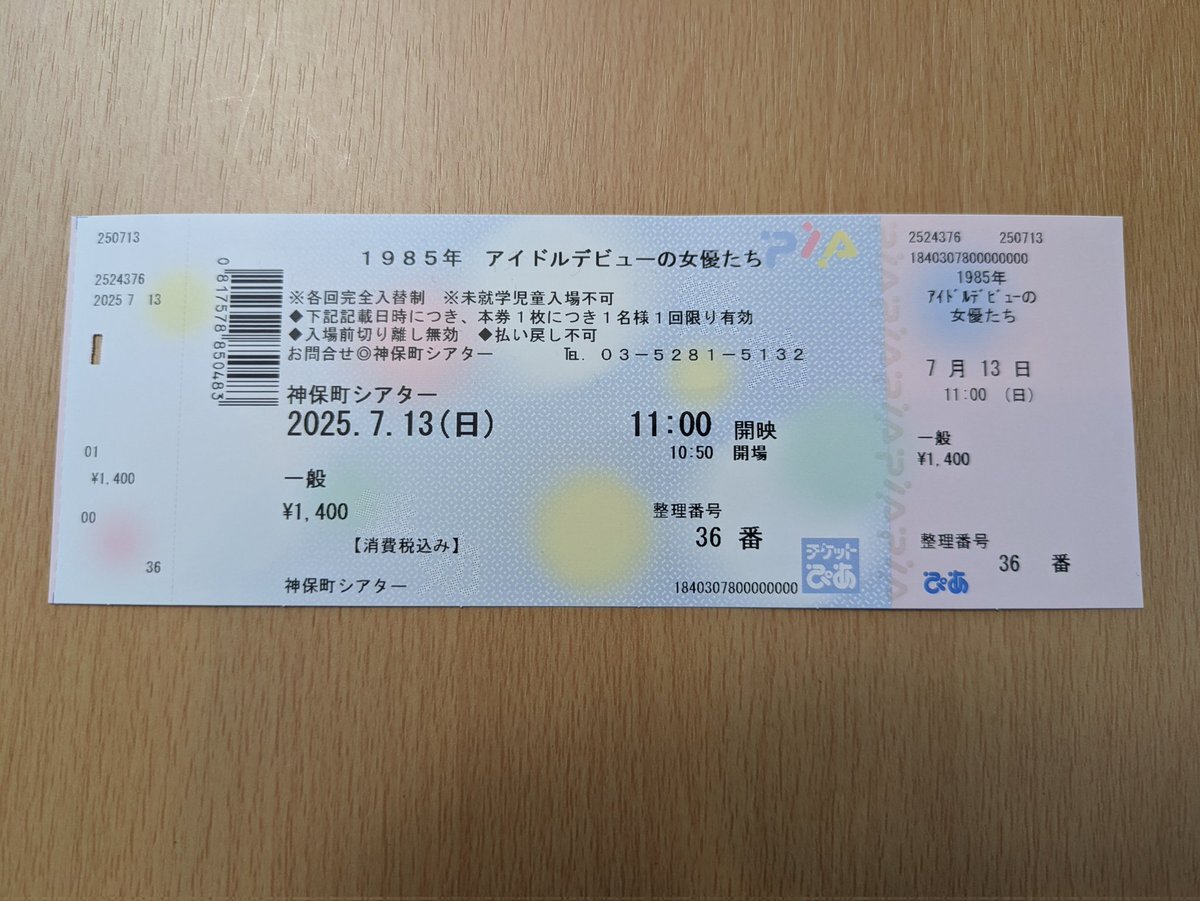 250713
2524376
2025 7 13
01
¥1,400
00
36
0817578850483
1985年 アイドルデビューの女優たち
PIA
※各回完全入替制 ※未就学児童入場不可
◆下記記載日時につき、本券1枚につき1名様1回限り有効
◆入場前切り離し無効 ◆払い戻し不可
お問合せ◎神保町シアター ℡. 03-5281-5132
神保町シアター
2025.7.13(日) 11:00 開映
10:50 開場
一般
¥1,400
整理番号
36 番
【消費税込み】
神保町シアター
1840307800000000
チケット
ぴあ
2524376 250713
1840307800000000
1985年
アイドルデビューの
女優たち
7月 13日
11:00 (日)
一般
¥1,400
整理番号
36 番
ぴあ